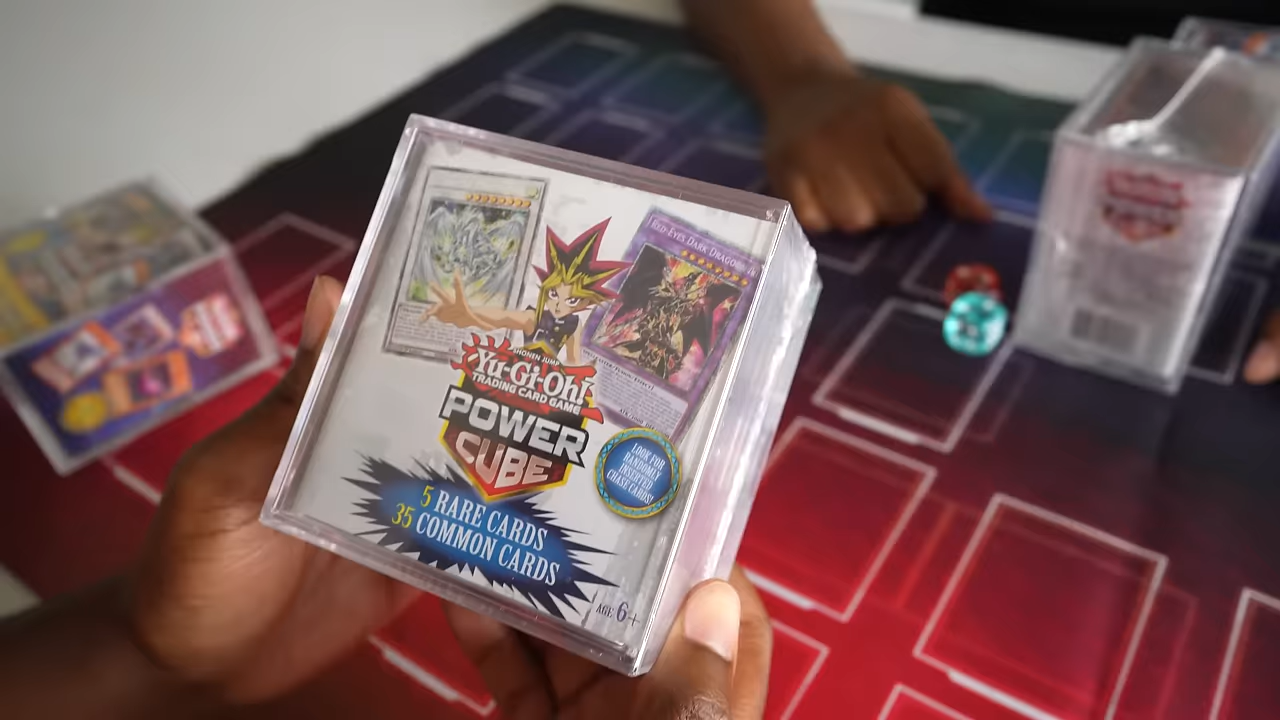 RED-EYES DARK DRAGOON
SHONEN JUMP
Yu-Gi-Oh!
TRADING CARD GAME
POWER
CUBE
LOOK FOR
RANDOMLY
INSERTED
CHASE CARDS!
5 RARE CARDS
35 COMMON CARDS
AGE 6+